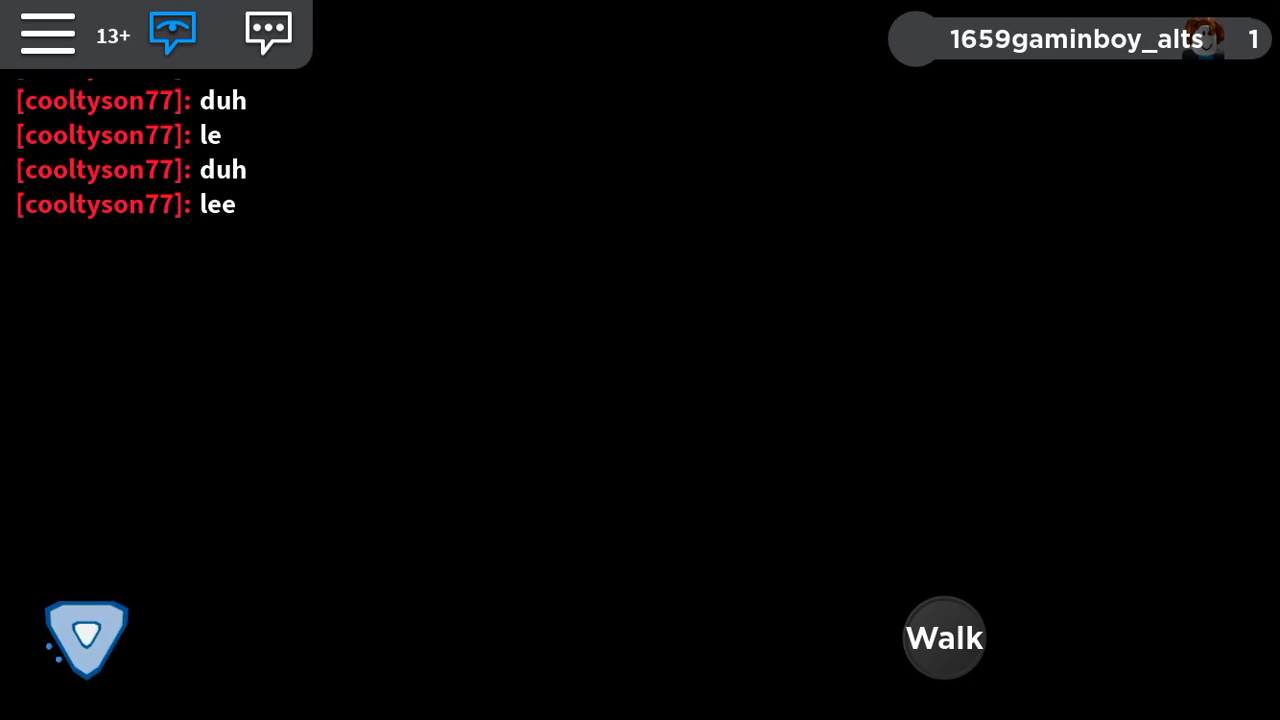 13+
1659gaminboy_alts 1
[cooltyson77]: duh
[cooltyson77]: le
[cooltyson77]: duh
[cooltyson77]: lee
Walk